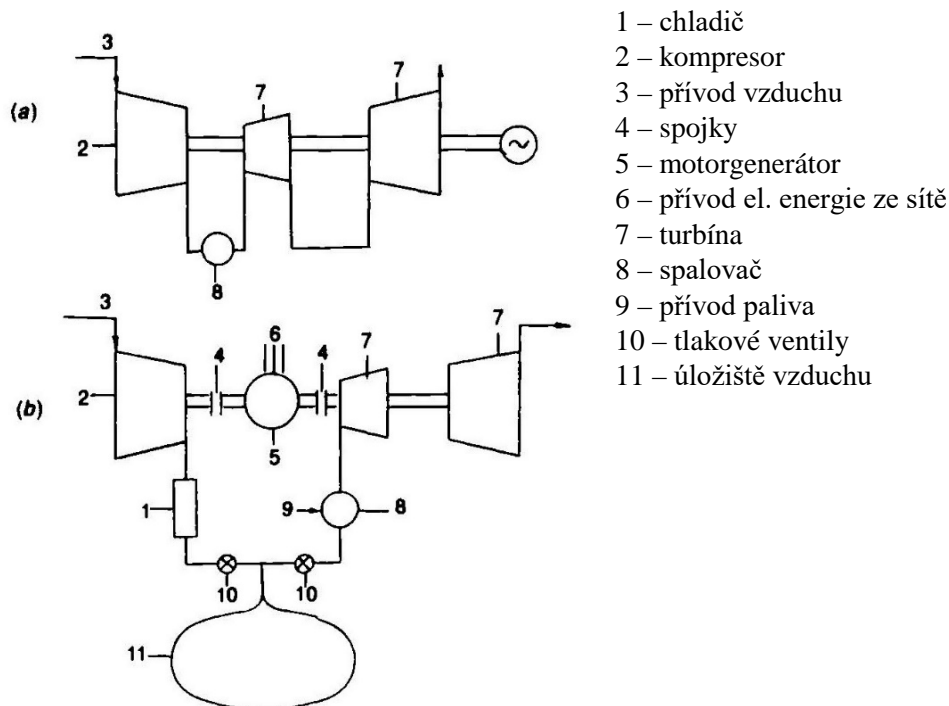 3
(a)
2
7
7
~
8
3
(b)
2
4
6
4
7
7
5
1
9
8
10
10
11
1 – chladič
2 – kompresor
3 – přívod vzduchu
4 – spojky
5 – motorgenerátor
6 – přívod el. energie ze sítě
7 – turbína
8 – spalovač
9 – přívod paliva
10 – tlakové ventily
11 – úložiště vzduchu